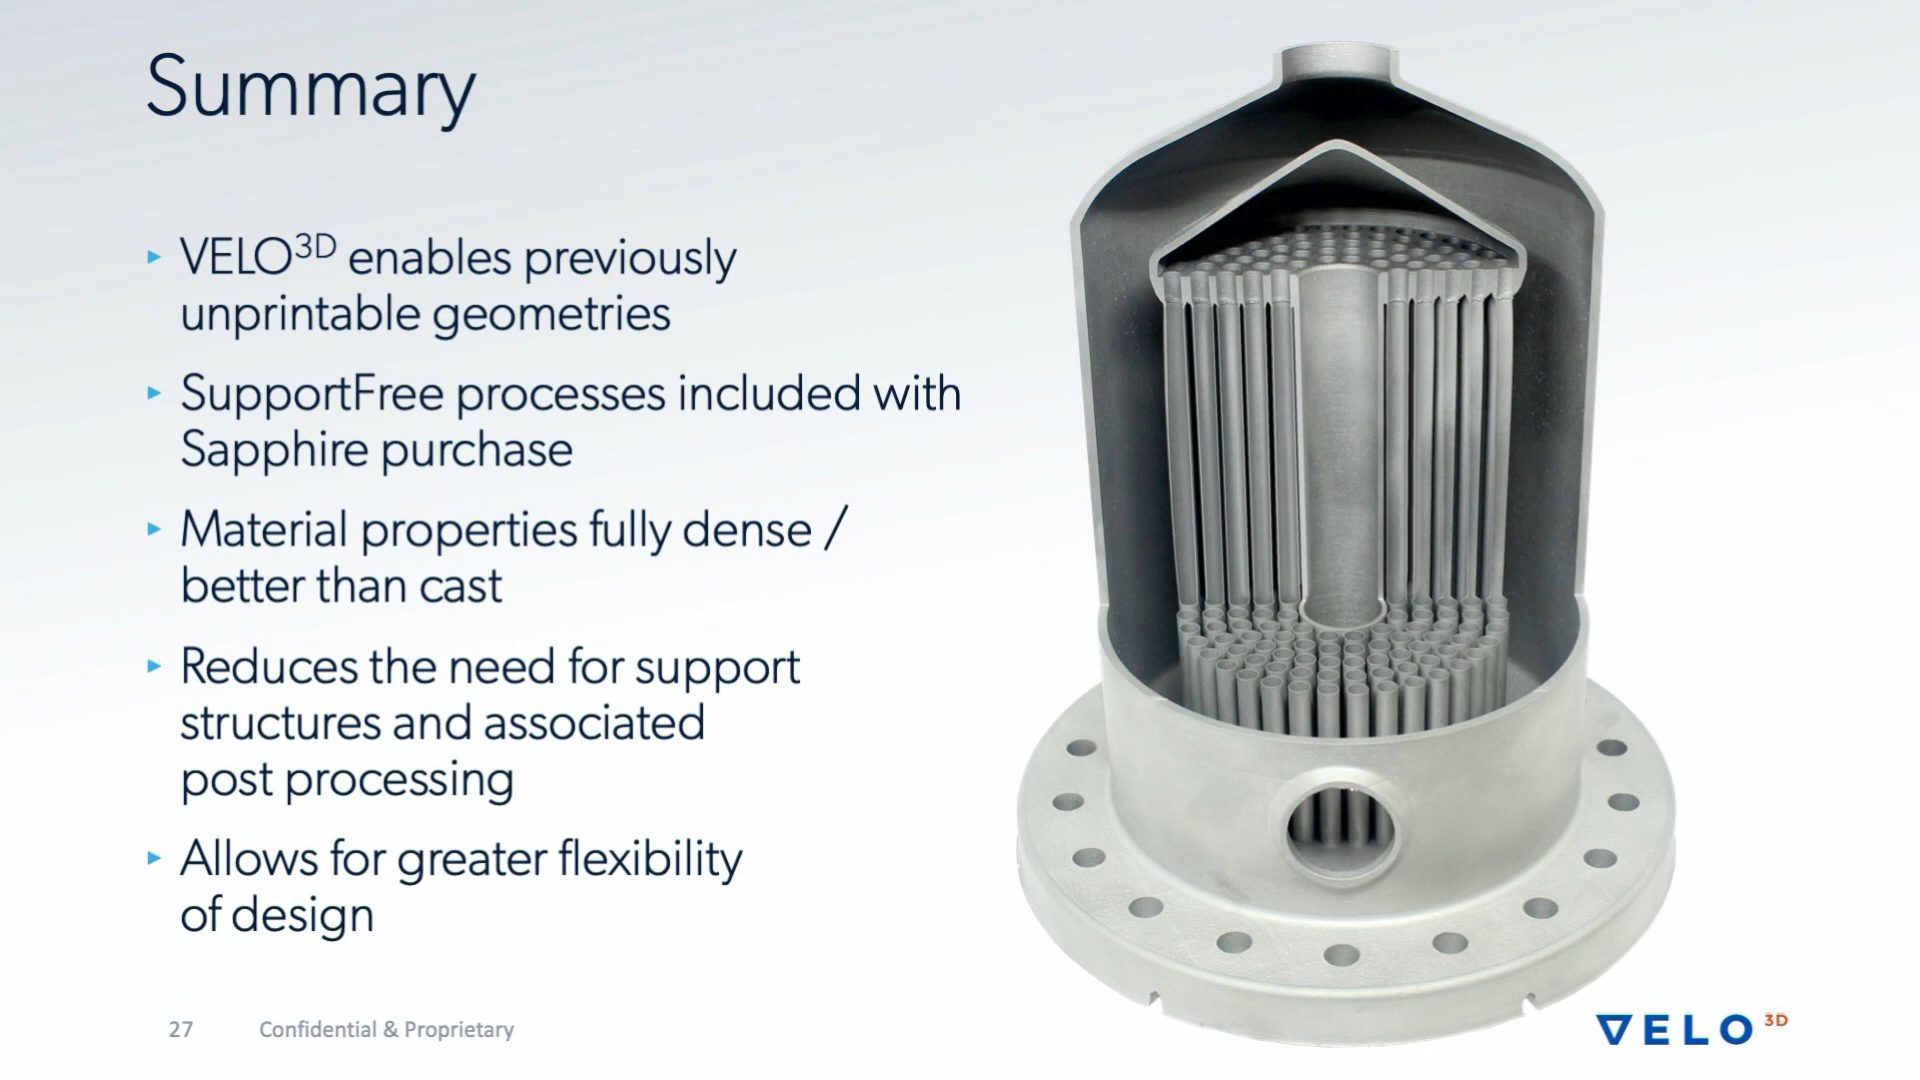 Summary
▸ VELO3D enables previously
unprintable geometries
▸ SupportFree processes included with
Sapphire purchase
▸ Material properties fully dense /
better than cast
▸ Reduces the need for support
structures and associated
post processing
▸ Allows for greater flexibility
of design
27 Confidential & Proprietary
VELO 3D